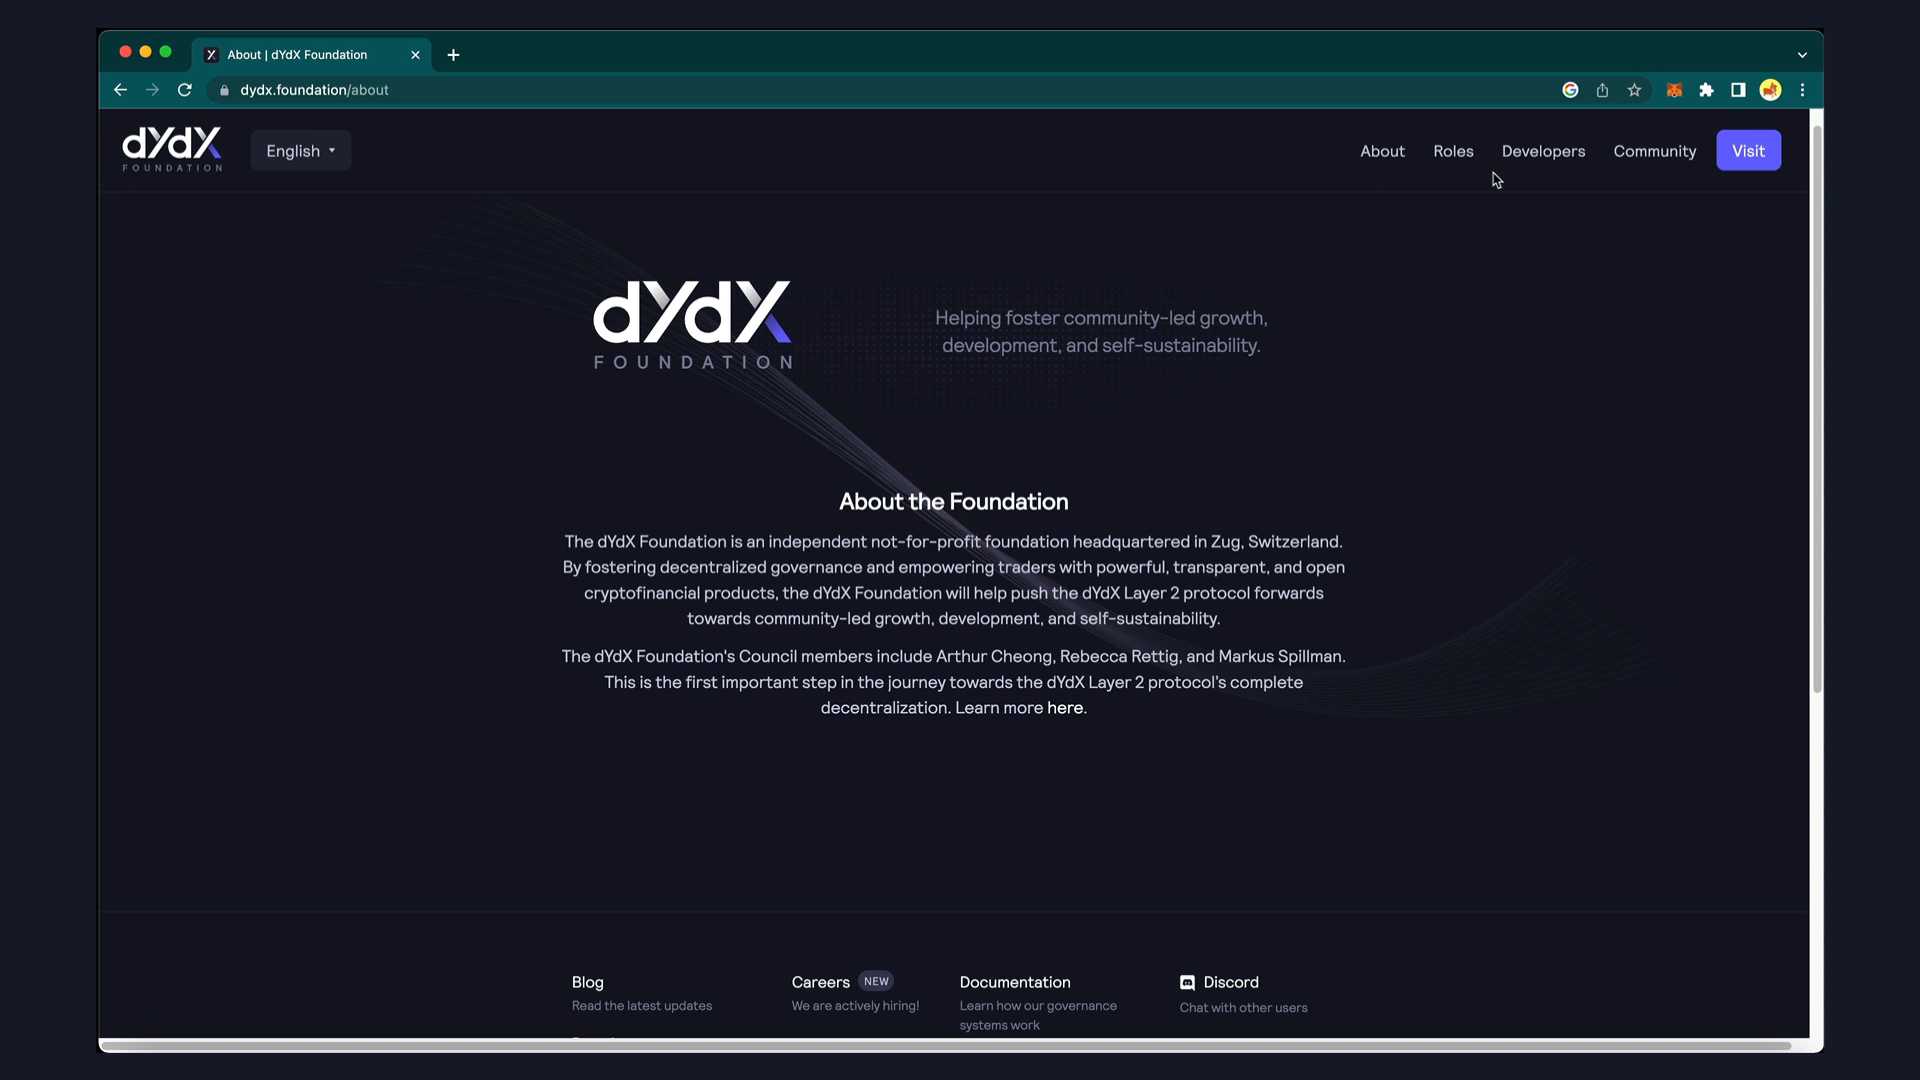 About | dYdX Foundation
dydx.foundation/about
dYdX
FOUNDATION
English
About
Roles
Developers
Community
Visit
dYdX
FOUNDATION
Helping foster community-led growth,
development, and self-sustainability.
About the Foundation
The dYdX Foundation is an independent not-for-profit foundation headquartered in Zug, Switzerland.
By fostering decentralized governance and empowering traders with powerful, transparent, and open
cryptofinancial products, the dYdX Foundation will help push the dYdX Layer 2 protocol forwards
towards community-led growth, development, and self-sustainability.
The dYdX Foundation's Council members include Arthur Cheong, Rebecca Rettig, and Markus Spillman.
This is the first important step in the journey towards the dYdX Layer 2 protocol's complete
decentralization. Learn more here.
Blog
Read the latest updates
Careers NEW
We are actively hiring!
Documentation
Learn how our governance
systems work
Discord
Chat with other users